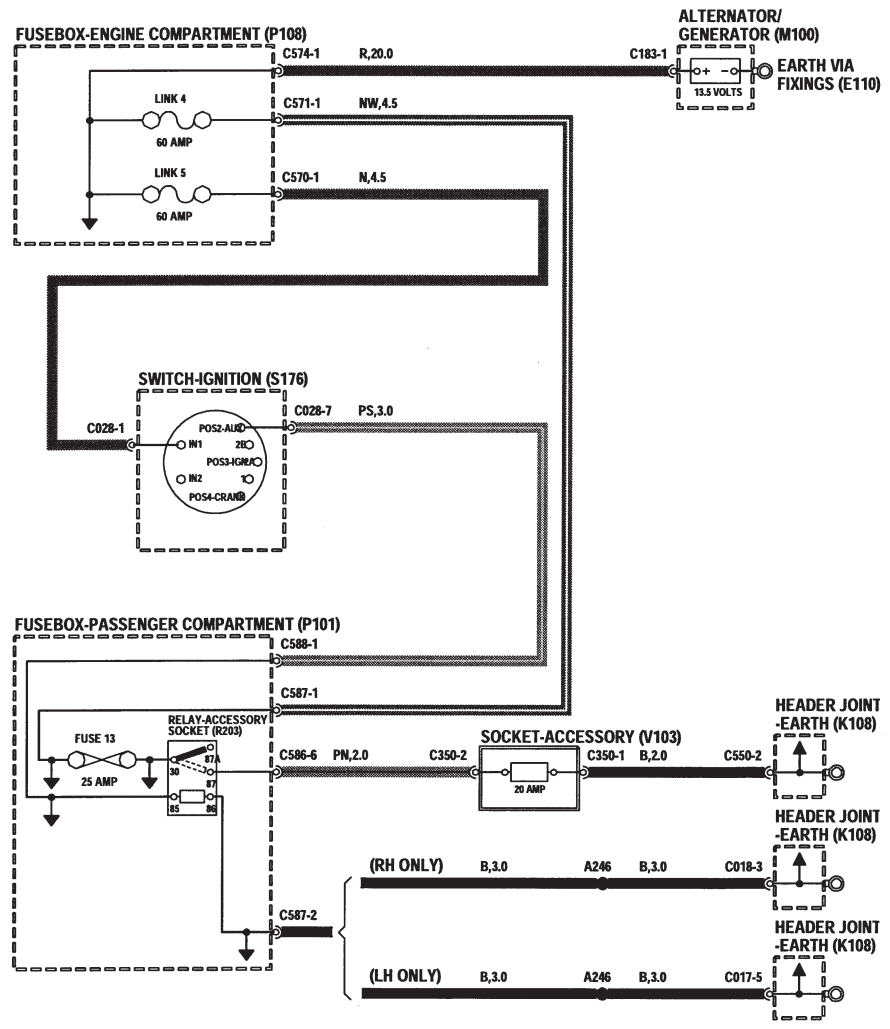 ALTERNATOR/
GENERATOR (M100)
FUSEBOX-ENGINE COMPARTMENT (P108)
C574-1 R,20.0 C183-1
EARTH VIA
FIXINGS (E110)
+ -
13.5 VOLTS
LINK 4
C571-1 NW,4.5
60 AMP
LINK 5
C570-1 N,4.5
60 AMP
SWITCH-IGNITION (S176)
C028-1
C028-7 PS,3.0
POS2-AUX
IN1
2B
POS3-IGN
IN2
1
POS4-CRANK
FUSEBOX-PASSENGER COMPARTMENT (P101)
C588-1
C587-1
RELAY-ACCESSORY
SOCKET (R203)
FUSE 13
25 AMP
87A
30
87
85 86
C586-6 PN,2.0 C350-2
SOCKET-ACCESSORY (V103)
20 AMP
C350-1 B,2.0 C550-2
HEADER JOINT
-EARTH (K108)
HEADER JOINT
-EARTH (K108)
(RH ONLY) B,3.0 A246 B,3.0 C018-3
C587-2
HEADER JOINT
-EARTH (K108)
(LH ONLY) B,3.0 A246 B,3.0 C017-5